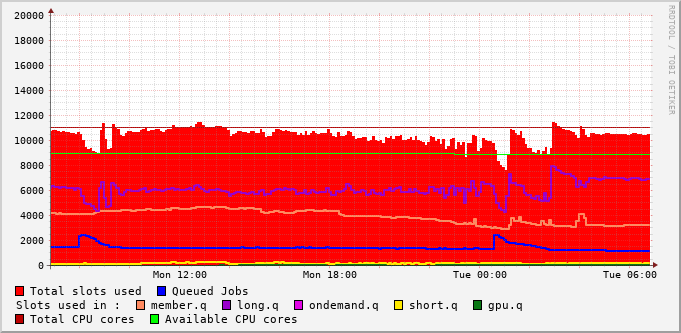 RRDTOOL / TOBI OETIKER
20000
18000
16000
14000
12000
10000
8000
6000
4000
2000
0
Mon 12:00 Mon 18:00 Tue 00:00 Tue 06:00
Total slots used Queued Jobs
Slots used in : member.q long.q ondemand.q short.q gpu.q
Total CPU cores Available CPU cores